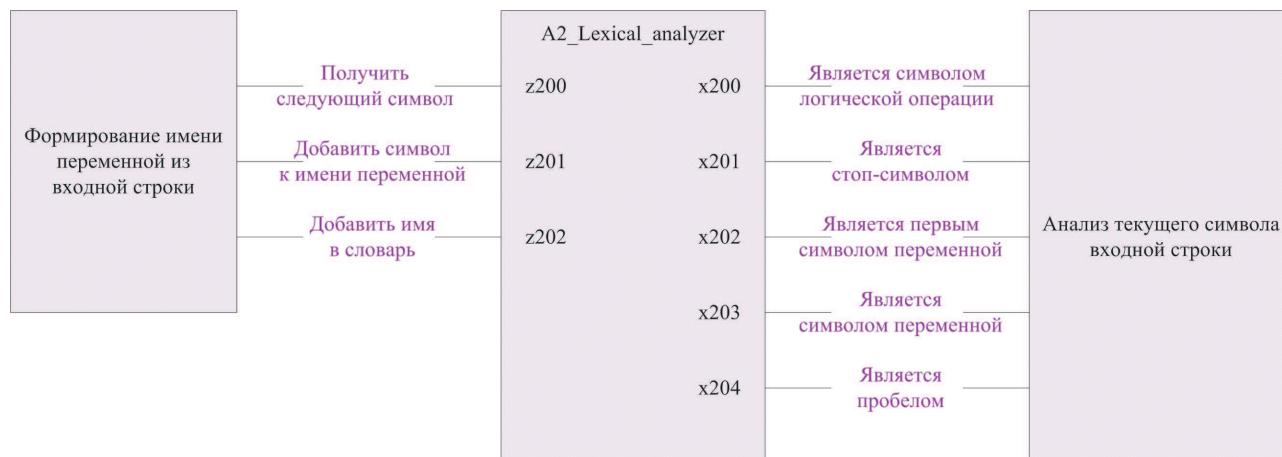 A2_Lexical_analyzer
Формирование имени
переменной из
входной строки
Получить
следующий символ
Добавить символ
к имени переменной
Добавить имя
в словарь
z200
z201
z202
x200
x201
x202
x203
x204
Является символом
логической операции
Является
стоп-символом
Является первым
символом переменной
Является
символом переменной
Является
пробелом
Анализ текущего символа
входной строки